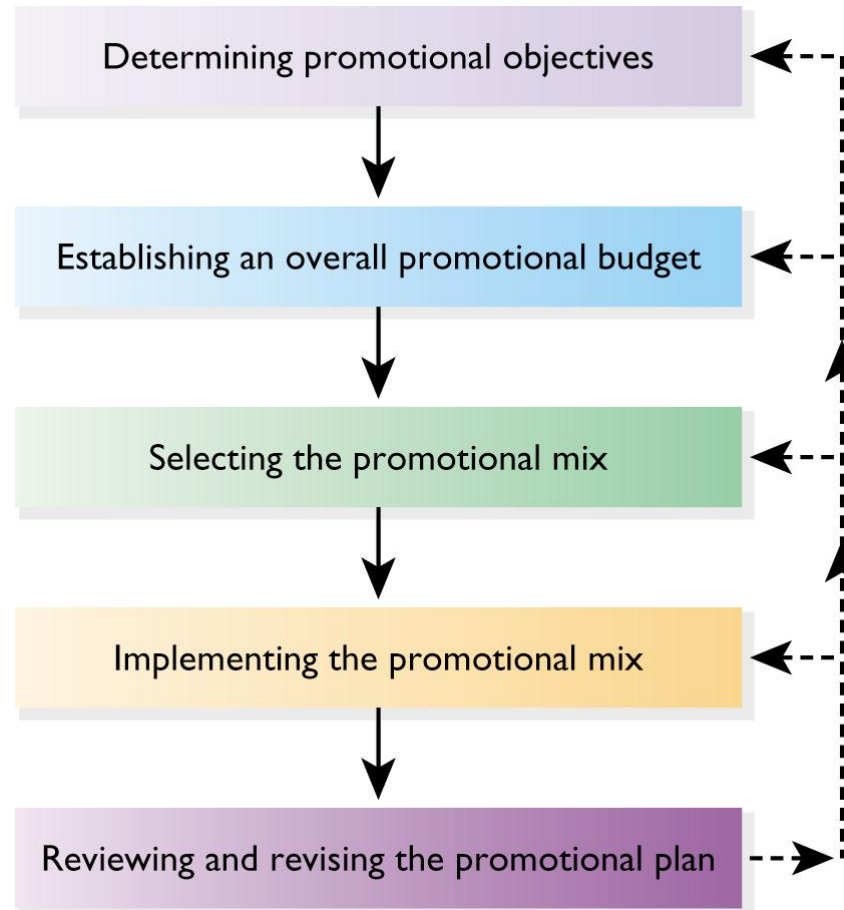 Determining promotional objectives
Establishing an overall promotional budget
Selecting the promotional mix
Implementing the promotional mix
Reviewing and revising the promotional plan